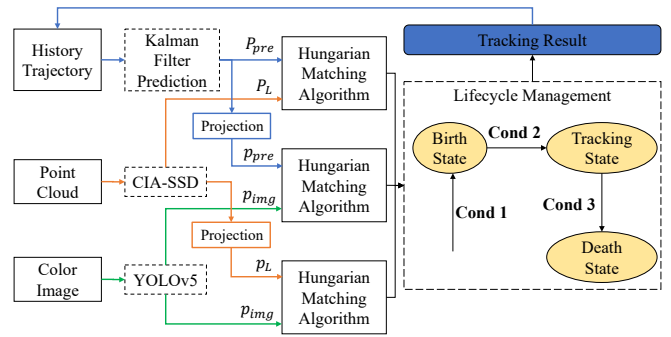 History
Trajectory
Kalman
Filter
Prediction
P_pre
P_L
Hungarian
Matching
Algorithm
Tracking Result
Projection
p_pre
Point
Cloud
CIA-SSD
p_img
Hungarian
Matching
Algorithm
Projection
p_L
Color
Image
YOLOv5
p_img
Hungarian
Matching
Algorithm
Lifecycle Management
Birth
State
Cond 2
Tracking
State
Cond 1
Cond 3
Death
State